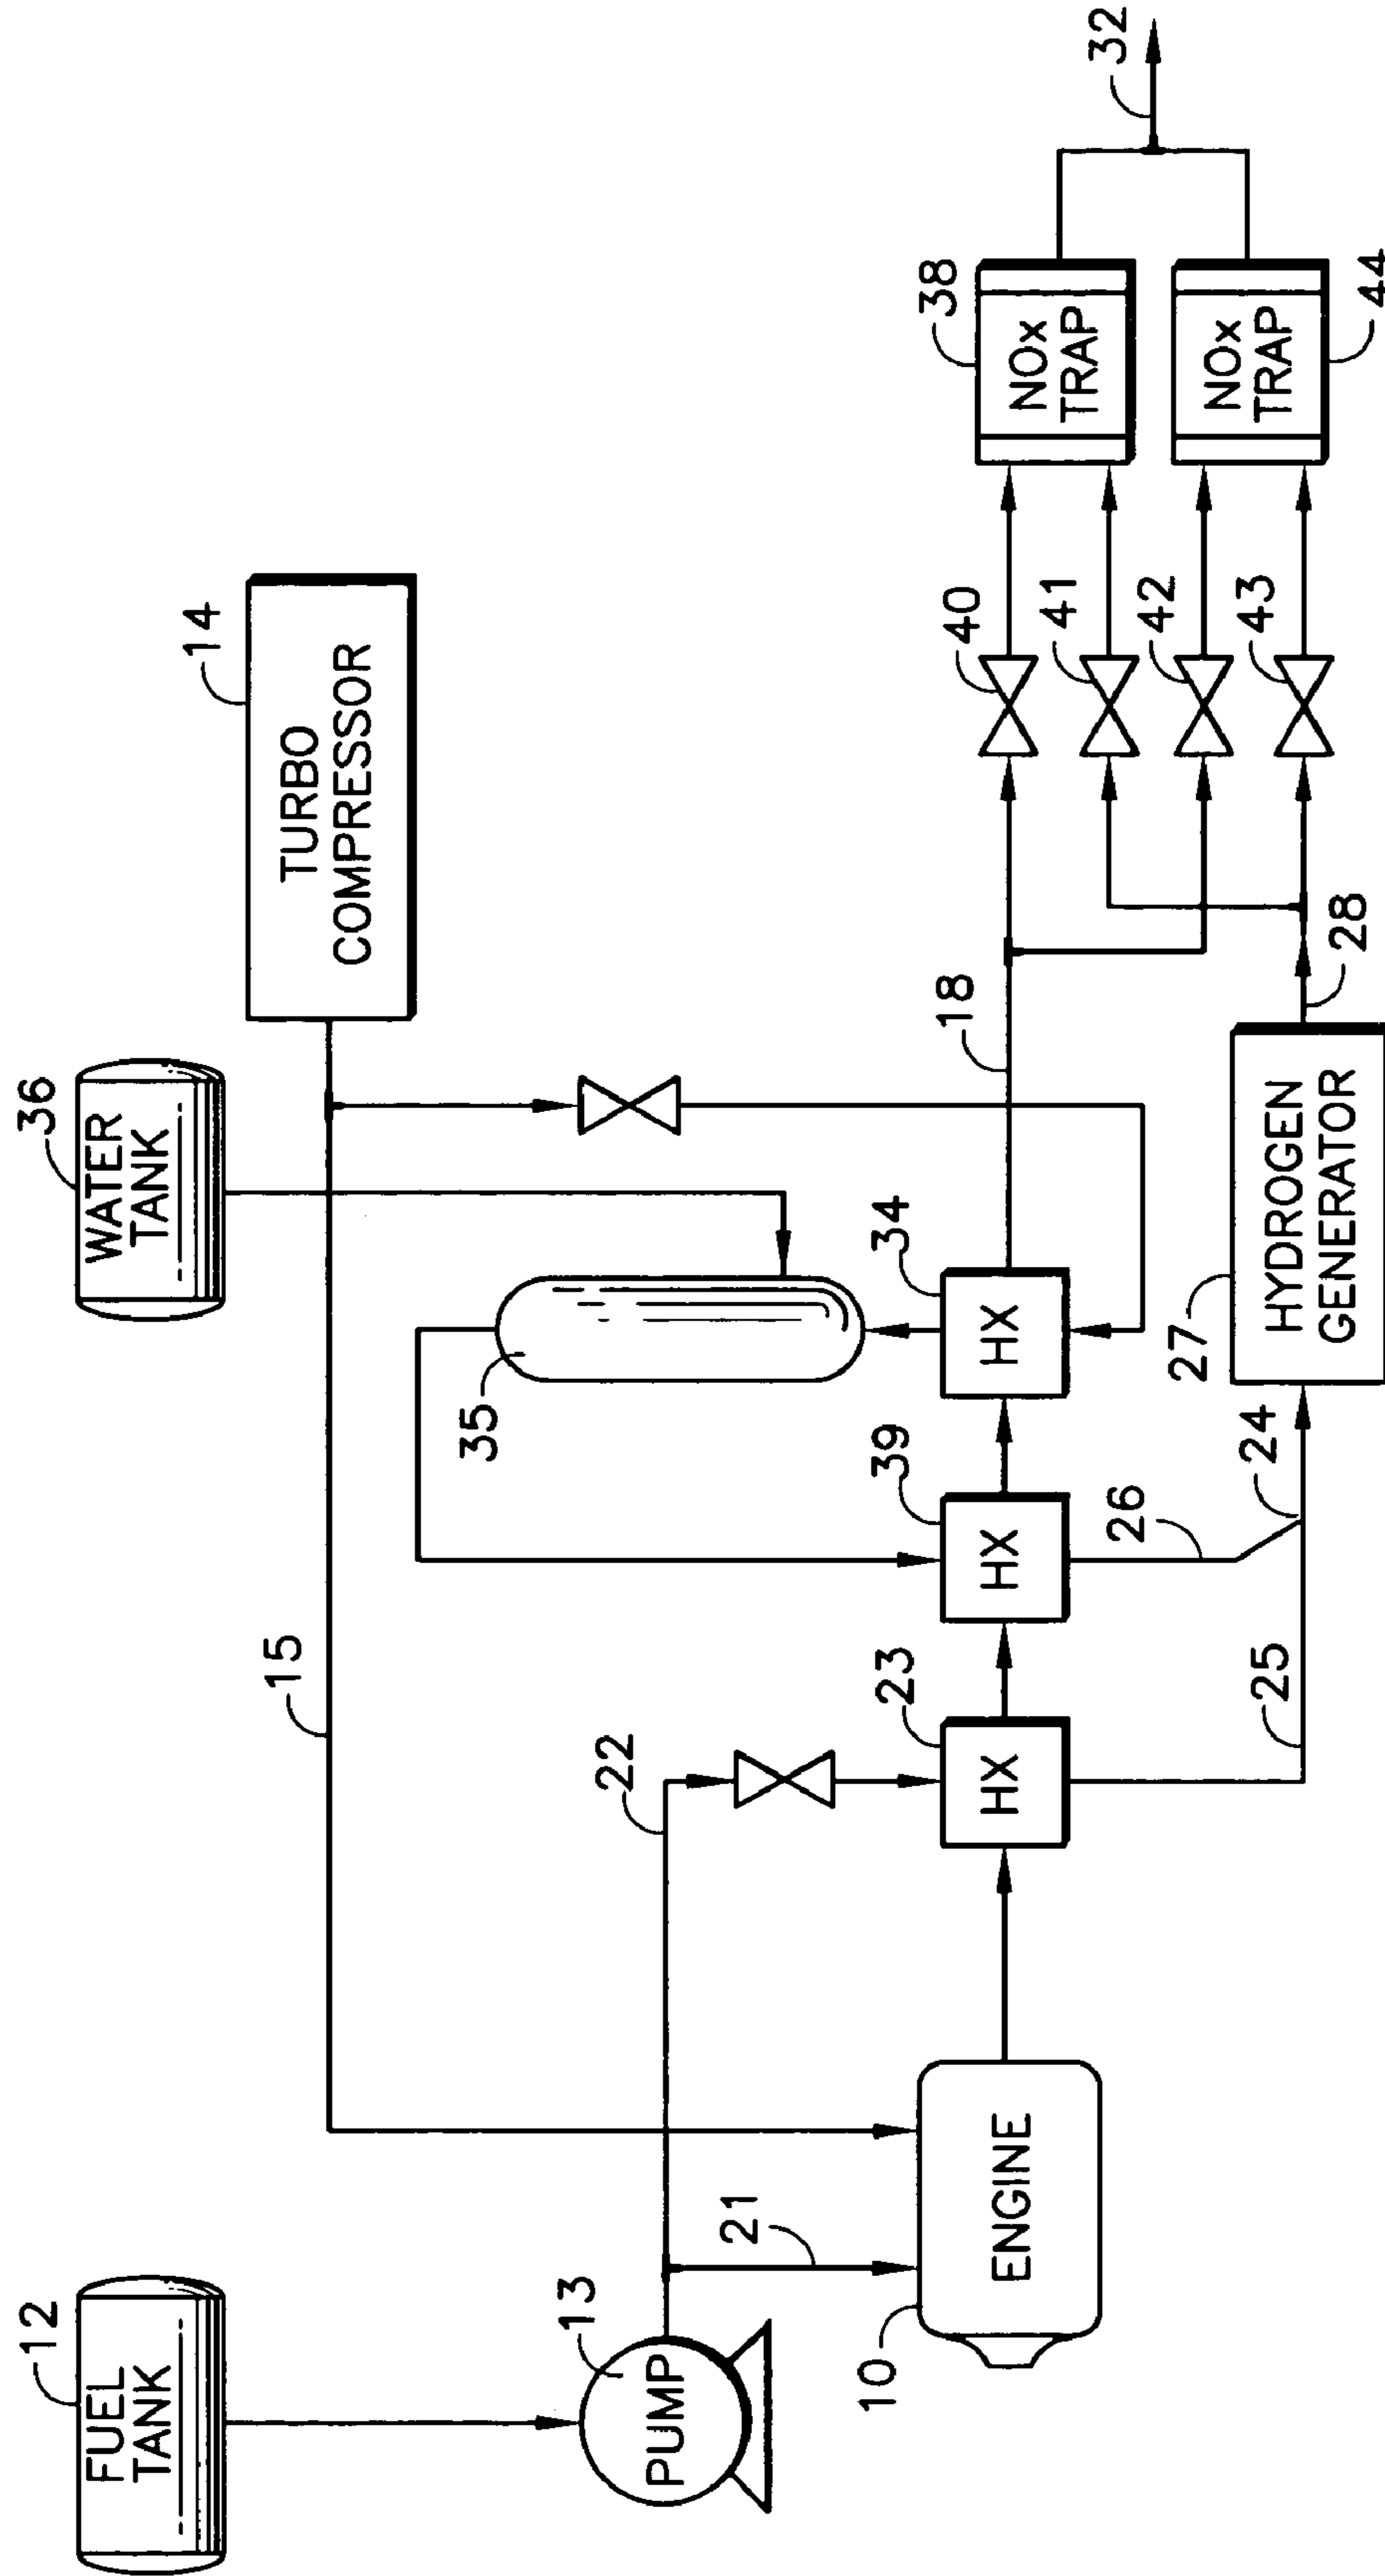 12
FUEL
TANK
36
WATER
TANK
14
TURBO
COMPRESSOR
15
13
PUMP
22
21
35
10
ENGINE
23
HX
39
HX
34
HX
18
26
25
24
27
HYDROGEN
GENERATOR
28
40
41
42
43
38
NOx
TRAP
NOx
TRAP
44
32